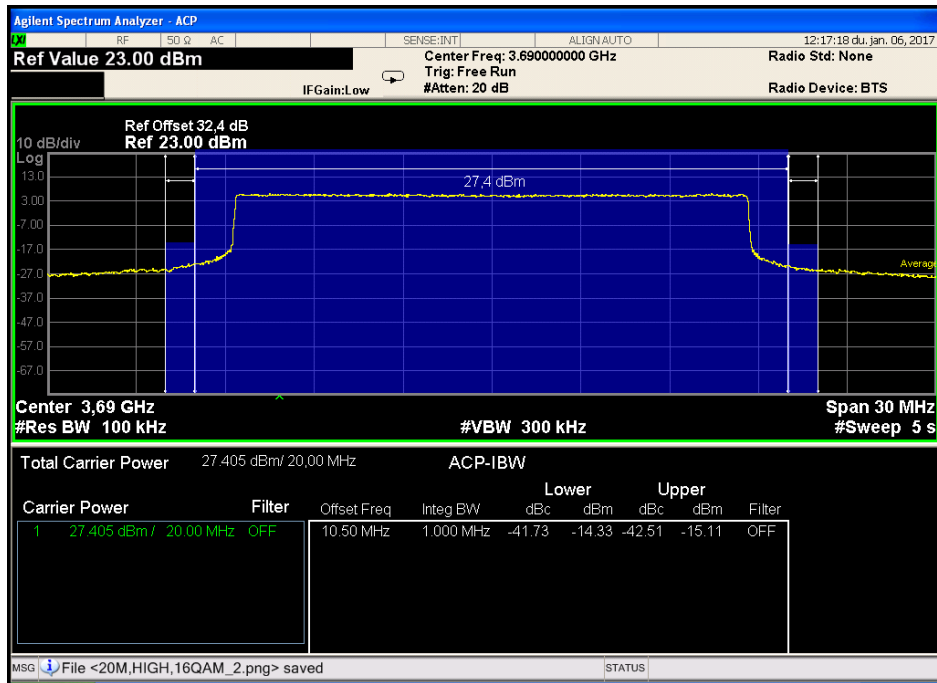 Agilent Spectrum Analyzer - ACP
LXI RF 50 Ω AC SENSE:INT ALIGN AUTO 12:17:18 du. jan. 06, 2017
Ref Value 23.00 dBm Center Freq: 3.690000000 GHz Radio Std: None
Trig: Free Run
IFGain:Low #Atten: 20 dB Radio Device: BTS
Ref Offset 32,4 dB
10 dB/div Ref 23.00 dBm
Log
13.0
27,4 dBm
3.00
-7.00
-17.0
Average
-27.0
-37.0
-47.0
-57.0
-67.0
Center 3,69 GHz Span 30 MHz
#Res BW 100 kHz #VBW 300 kHz #Sweep 5 s
Total Carrier Power 27.405 dBm/ 20,00 MHz ACP-IBW
Lower Upper
Carrier Power Filter Offset Freq Integ BW dBc dBm dBc dBm Filter
1 27.405 dBm / 20.00 MHz OFF 10.50 MHz 1.000 MHz -41.73 -14.33 -42.51 -15.11 OFF
MSG File <20M,HIGH,16QAM_2.png> saved STATUS